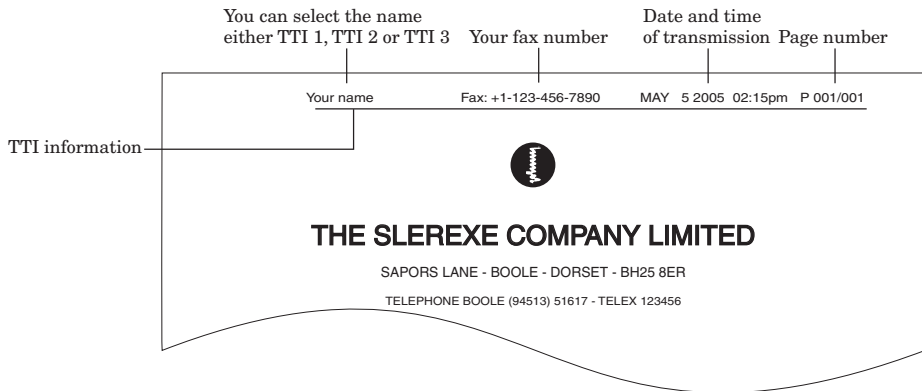 You can select the name
either TTI 1, TTI 2 or TTI 3
Your fax number
Date and time
of transmission
Page number
Your name Fax: +1-123-456-7890 MAY 5 2005 02:15pm P 001/001
TTI information
THE SLEREXE COMPANY LIMITED
SAPORS LANE - BOOLE - DORSET - BH25 8ER
TELEPHONE BOOLE (94513) 51617 - TELEX 123456